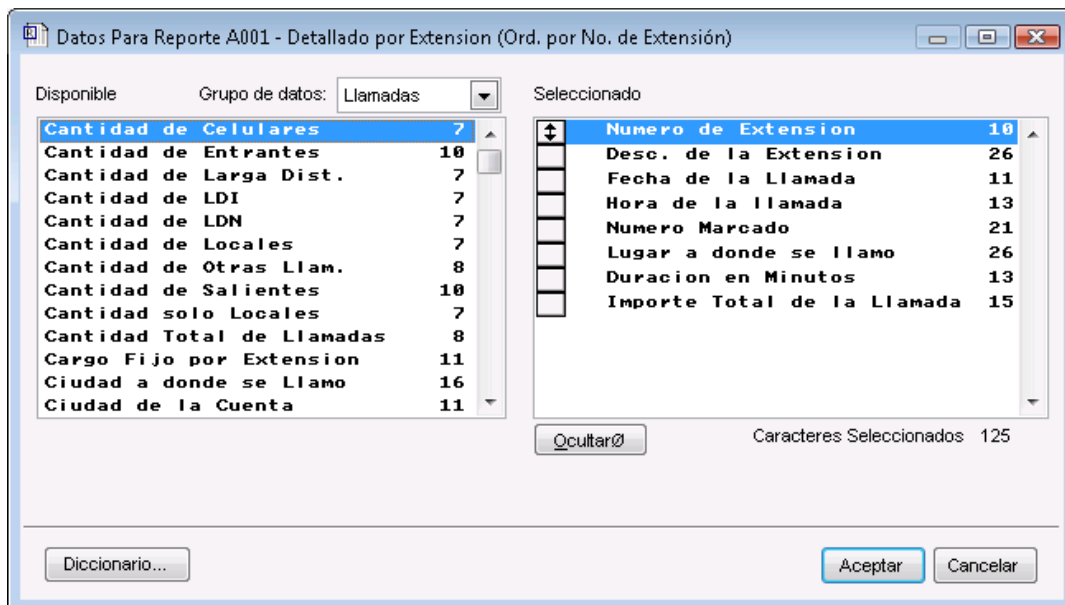 Datos Para Reporte A001 - Detallado por Extension (Ord. por No. de Extensión)
Disponible Grupo de datos: Llamadas
Cantidad de Celulares 7
Cantidad de Entrantes 10
Cantidad de Larga Dist. 7
Cantidad de LDI 7
Cantidad de LDN 7
Cantidad de Locales 7
Cantidad de Otras Llam. 8
Cantidad de Salientes 10
Cantidad solo Locales 7
Cantidad Total de Llamadas 8
Cargo Fijo por Extension 11
Ciudad a donde se Llamo 16
Ciudad de la Cuenta 11
Seleccionado
Numero de Extension 10
Desc. de la Extension 26
Fecha de la Llamada 11
Hora de la llamada 13
Numero Marcado 21
Lugar a donde se llamo 26
Duracion en Minutos 13
Importe Total de la Llamada 15
OcultarØ
Caracteres Seleccionados 125
Diccionario...
Aceptar
Cancelar